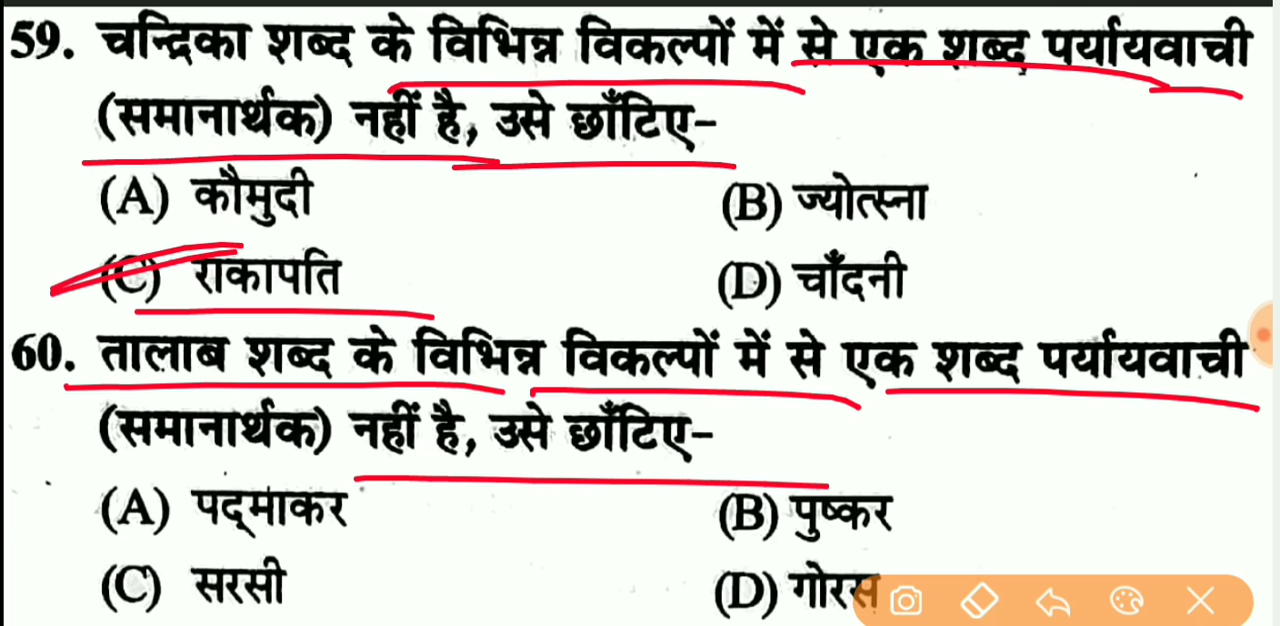 59. चन्द्रिका शब्द के विभिन्न विकल्पों में से एक शब्द पर्यायवाची
(समानार्थक) नहीं है, उसे छाँटिए-
(A) कौमुदी (B) ज्योत्स्ना
(C) राकापति (D) चाँदनी
60. तालाब शब्द के विभिन्न विकल्पों में से एक शब्द पर्यायवाची
(समानार्थक) नहीं है, उसे छाँटिए-
(A) पद्माकर (B) पुष्कर
(C) सरसी (D) गोरस